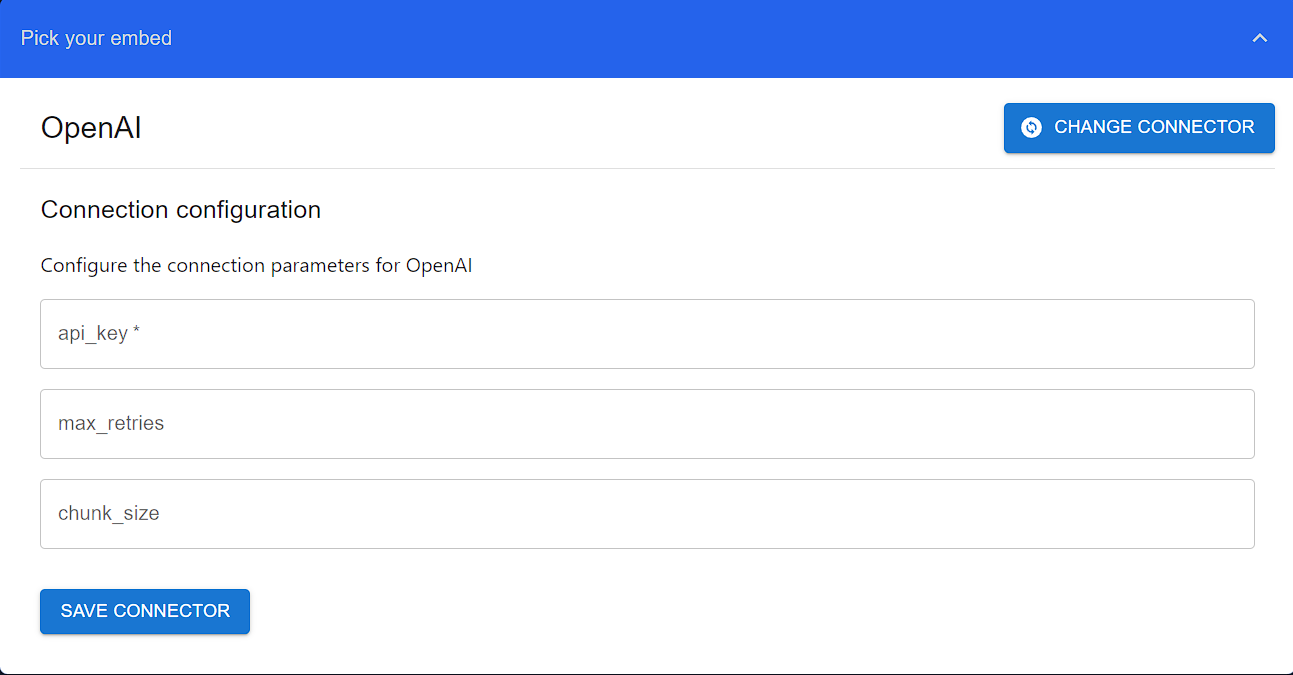 Pick your embed
OpenAI
CHANGE CONNECTOR
Connection configuration
Configure the connection parameters for OpenAI
api_key *
max_retries
chunk_size
SAVE CONNECTOR